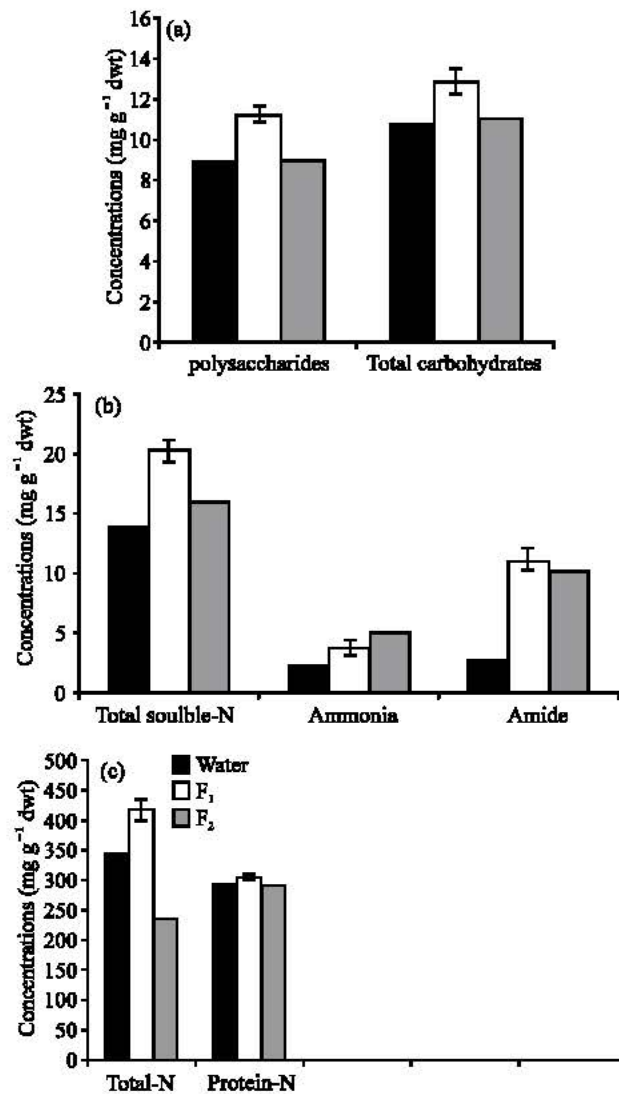 (a)
Concentrations (mg g⁻¹ dwt)
16
14
12
10
8
6
4
2
0
polysaccharides Total carbohydrates
(b)
Concentrations (mg g⁻¹ dwt)
25
20
15
10
5
0
Total soulble-N Ammonia Amide
(c)
Concentrations (mg g⁻¹ dwt)
500
450
400
350
300
250
200
150
100
50
0
Water
F₁
F₂
Total-N Protein-N